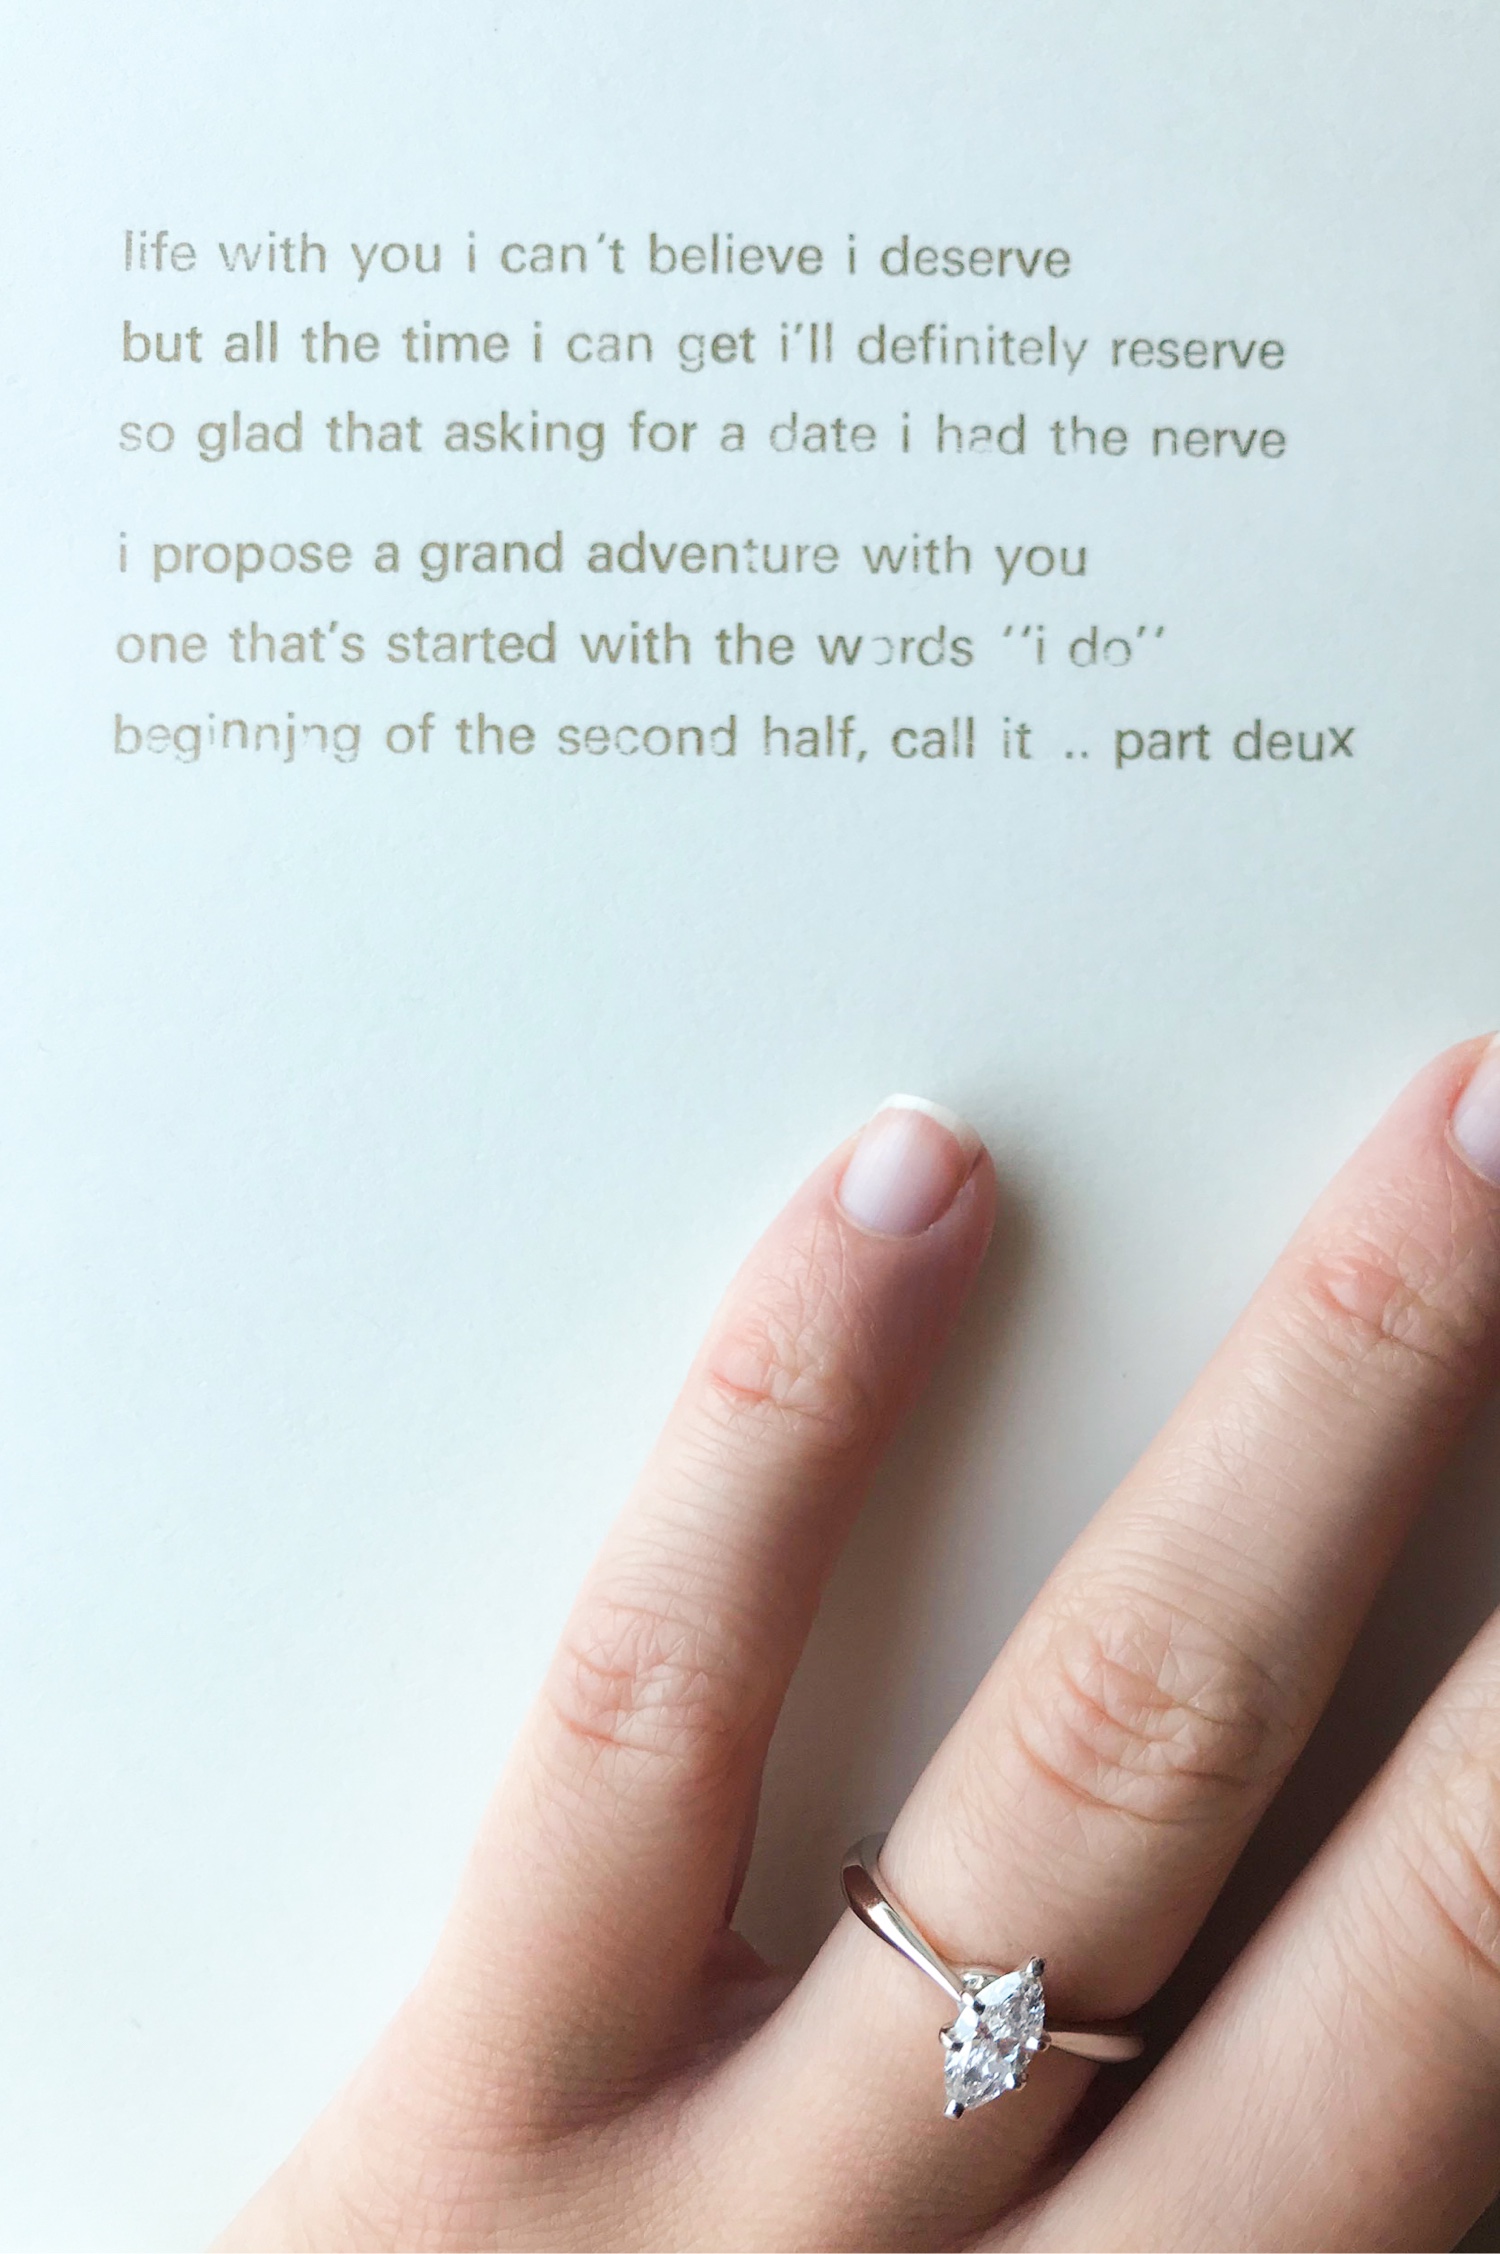 life with you i can't believe i deserve
but all the time i can get i'll definitely reserve
so glad that asking for a date i had the nerve
i propose a grand adventure with you
one that's started with the words "i do"
beginning of the second half, call it .. part deux